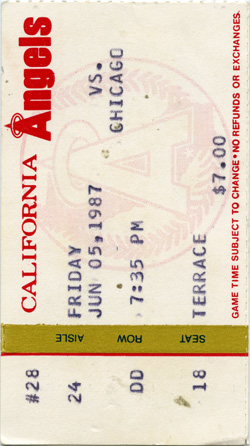 CALIFORNIA Angels
#28
FRIDAY
JUN 05,1987
VS.
CHICAGO
7:35 PM
TERRACE $7.00
AISLE ROW SEAT
24 DD 18
GAME TIME SUBJECT TO CHANGE • NO REFUNDS OR EXCHANGES.